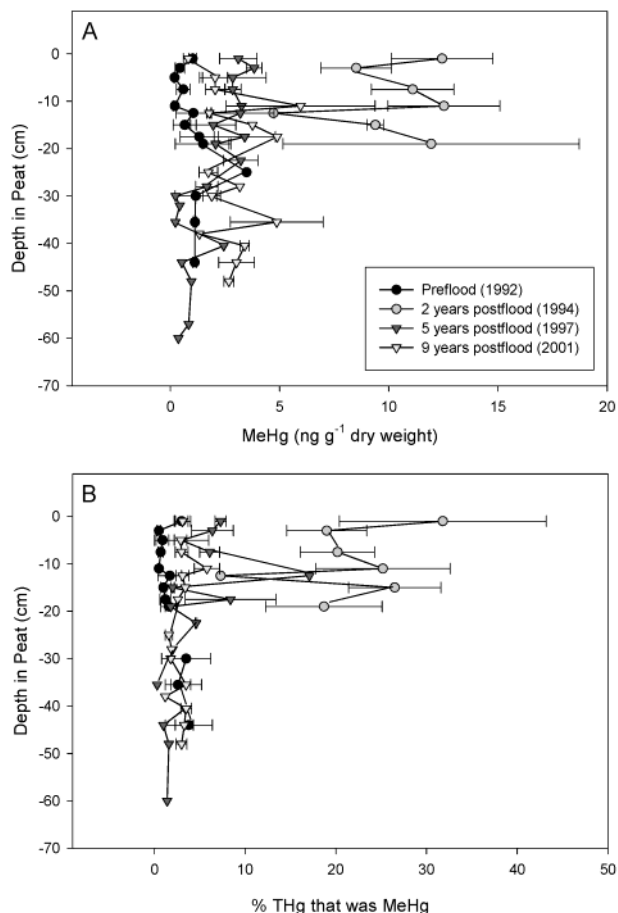 A
0
-10
-20
-30
-40
-50
-60
-70
Depth in Peat (cm)
Preflood (1992)
2 years postflood (1994)
5 years postflood (1997)
9 years postflood (2001)
0 5 10 15 20
MeHg (ng g⁻¹ dry weight)
B
0
-10
-20
-30
-40
-50
-60
-70
Depth in Peat (cm)
0 10 20 30 40 50
% THg that was MeHg